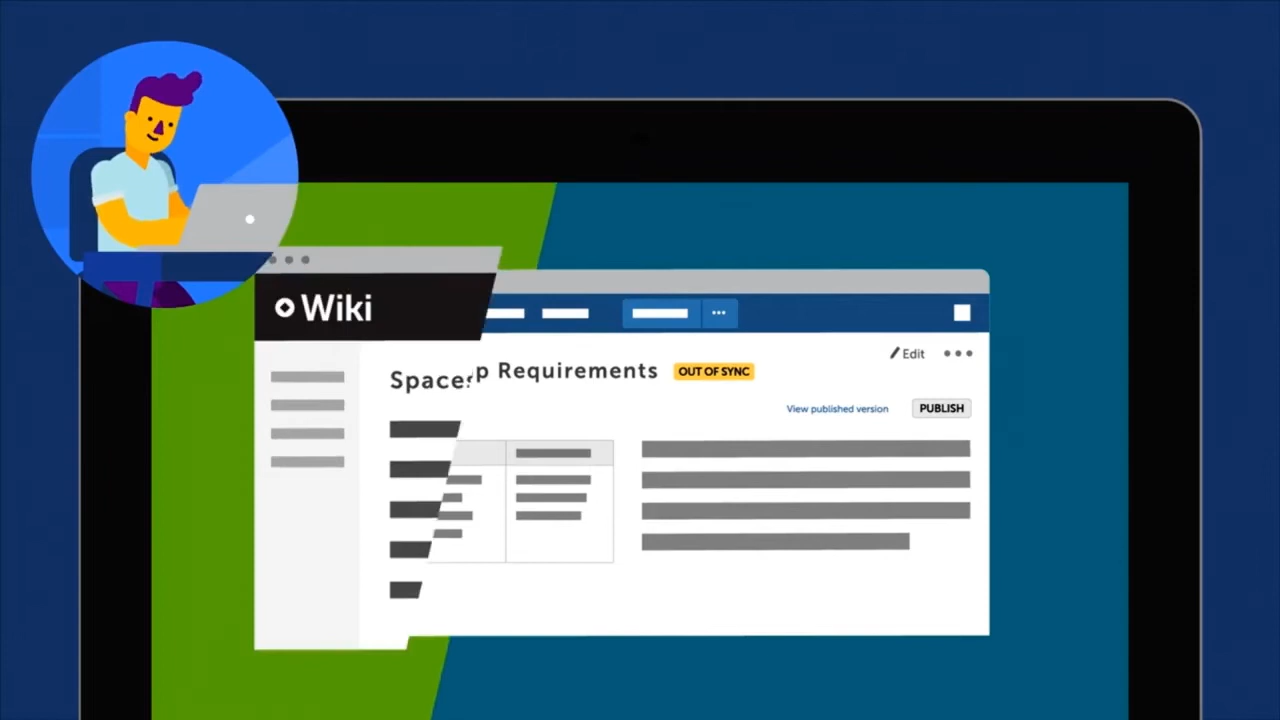 Wiki
Edit
p Requirements OUT OF SYNC
Spaces
View published version PUBLISH